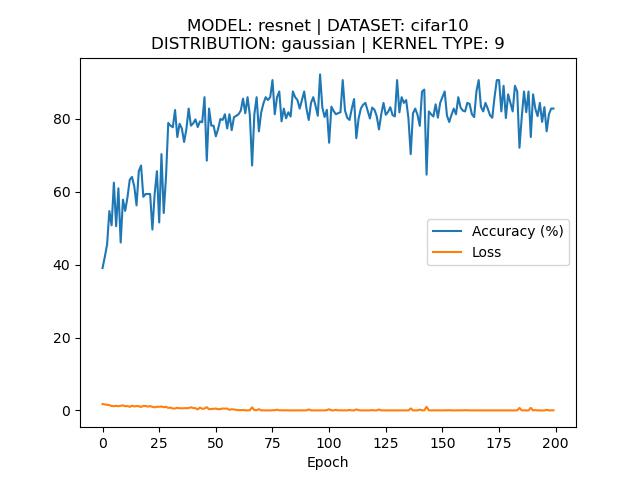 MODEL: resnet | DATASET: cifar10
DISTRIBUTION: gaussian | KERNEL TYPE: 9
80
60
40
20
0
Accuracy (%)
Loss
0 25 50 75 100 125 150 175 200
Epoch